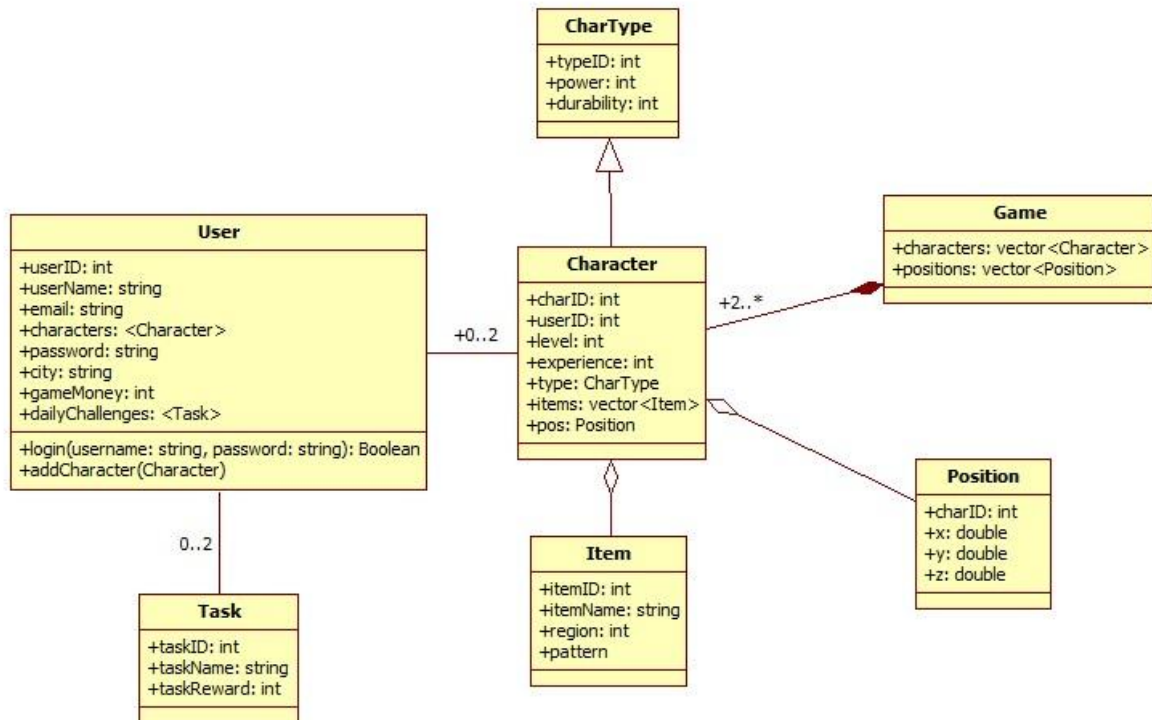 CharType
+typeID: int
+power: int
+durability: int
User
+userID: int
+userName: string
+email: string
+characters: <Character>
+password: string
+city: string
+gameMoney: int
+dailyChallenges: <Task>
+login(username: string, password: string): Boolean
+addCharacter(Character)
+0..2
Character
+charID: int
+userID: int
+level: int
+experience: int
+type: CharType
+items: vector<Item>
+pos: Position
+2..*
Game
+characters: vector<Character>
+positions: vector<Position>
Position
+charID: int
+x: double
+y: double
+z: double
0..2
Task
+taskID: int
+taskName: string
+taskReward: int
Item
+itemID: int
+itemName: string
+region: int
+pattern